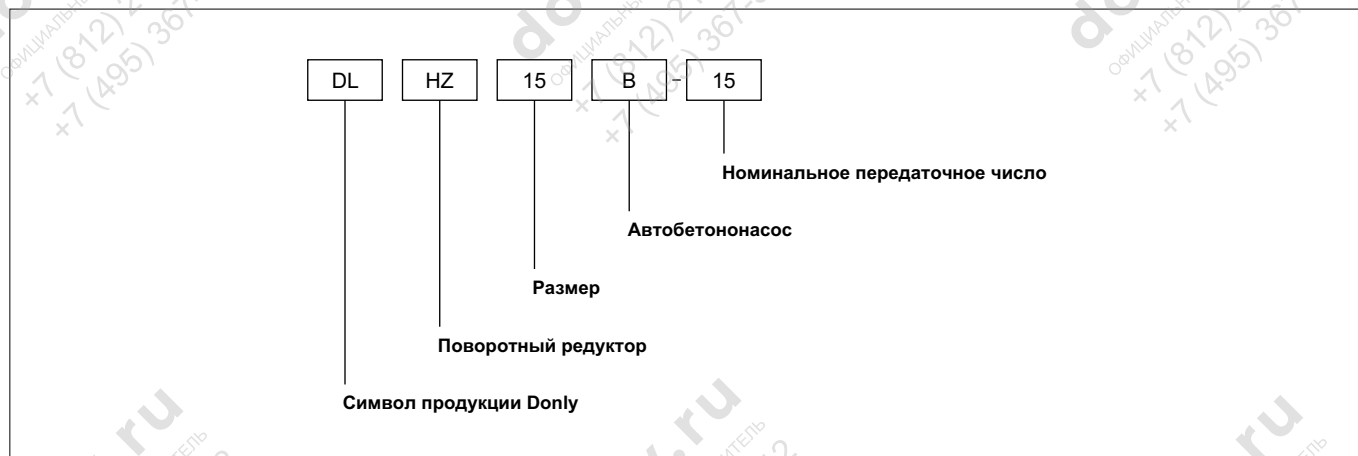 DL HZ 15 B - 15
Номинальное передаточное число
Автобетононасос
Размер
Поворотный редуктор
Символ продукции Donly